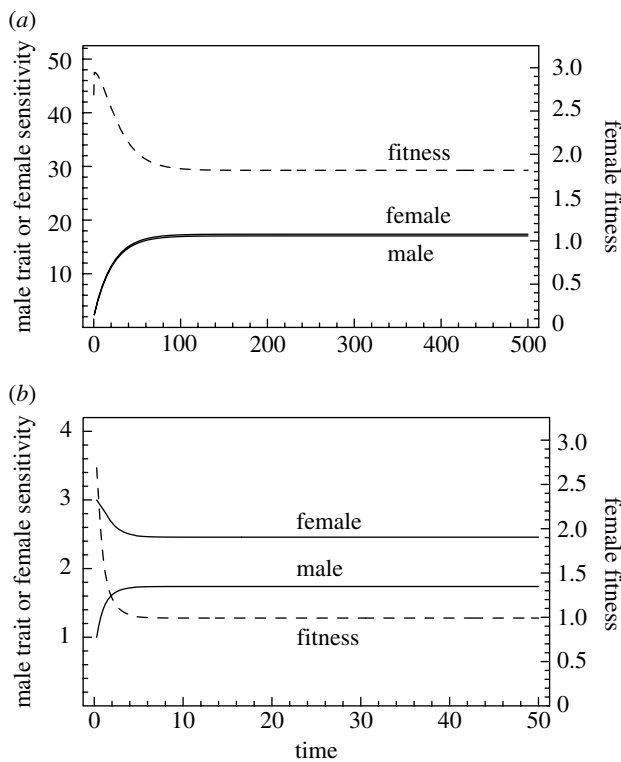 (a)
male trait or female sensitivity
50
40
30
20
10
fitness
female
male
3.0
2.5
2.0
1.5
1.0
0.5
0
female fitness
0 100 200 300 400 500
(b)
male trait or female sensitivity
4
3
2
1
female
male
fitness
3.0
2.5
2.0
1.5
1.0
0.5
0
female fitness
0 10 20 30 40 50
time